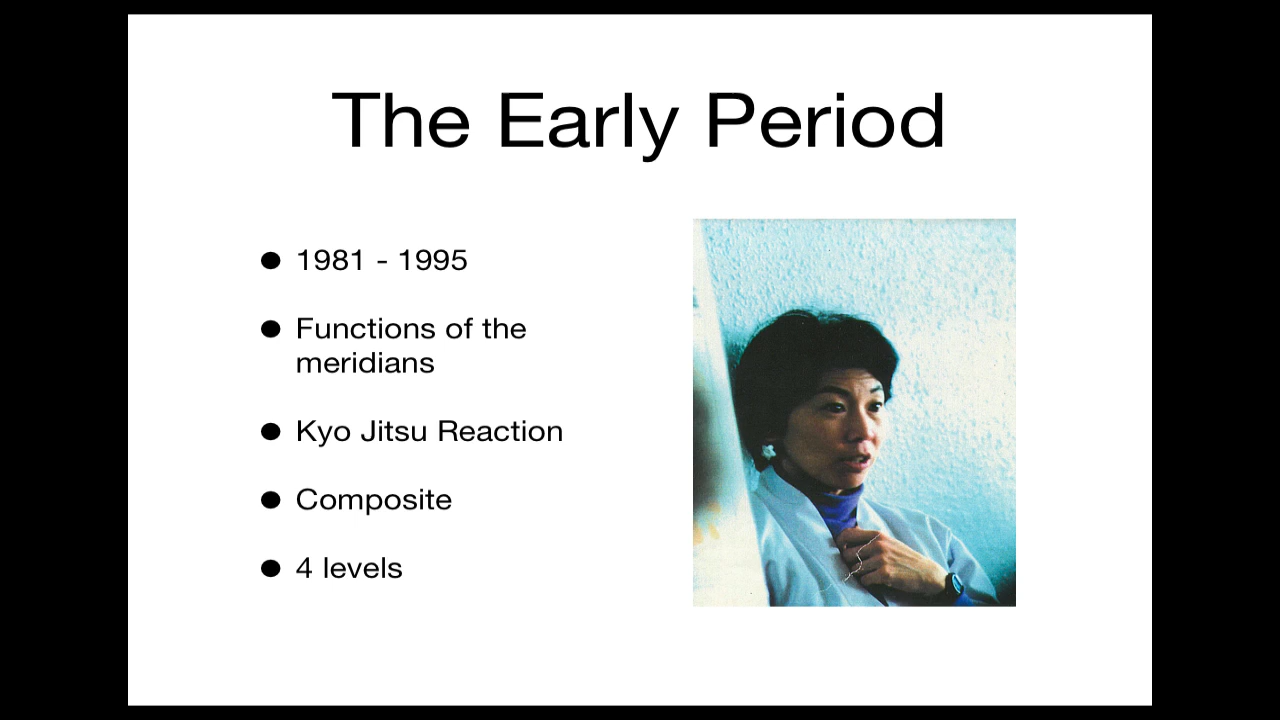 The Early Period
● 1981 - 1995
● Functions of the
meridians
● Kyo Jitsu Reaction
● Composite
● 4 levels